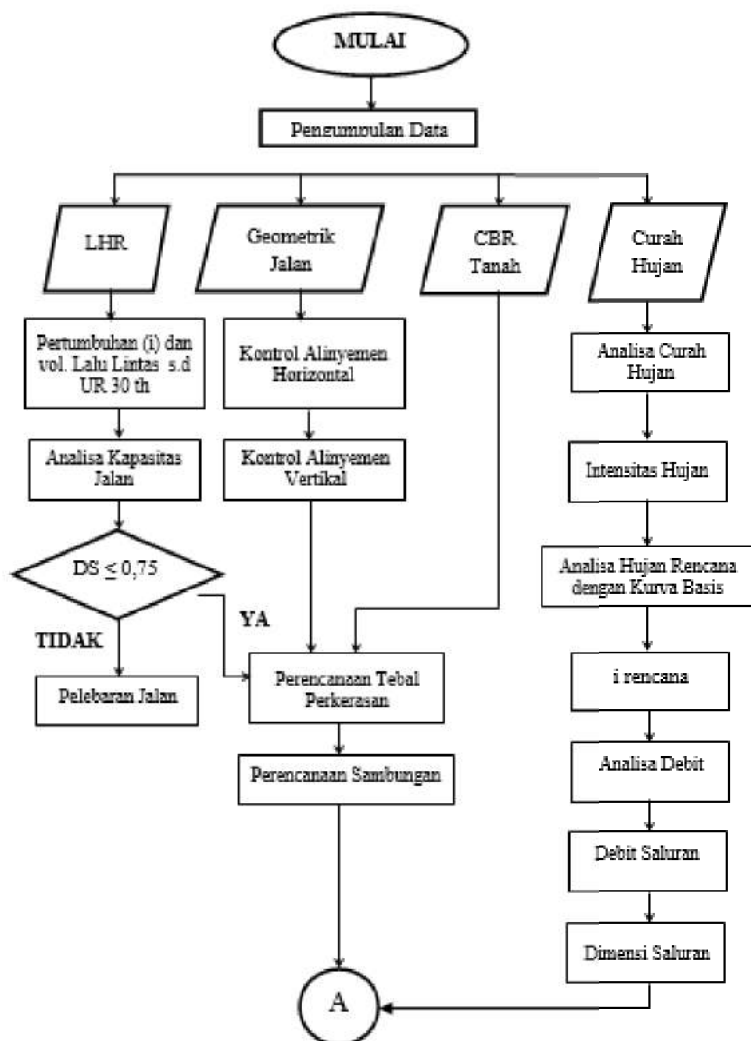 MULAI
Pengumpulan Data
LHR
Geometrik
Jalan
CBR
Tanah
Curah
Hujan
Pertumbuhan (i) dan
vol. Lalu Lintas s.d
UR 30 th
Kontrol Alinyemen
Horizontal
Analisa Curah
Hujan
Analisa Kapasitas
Jalan
Kontrol Alinyemen
Vertikal
Intensitas Hujan
DS ≤ 0,75
Analisa Hujan Rencana
dengan Kurva Basis
YA
TIDAK
Pelebaran Jalan
Perencanaan Tebal
Perkerasan
i rencana
Perencanaan Sambungan
Analisa Debit
Debit Saluran
Dimensi Saluran
A